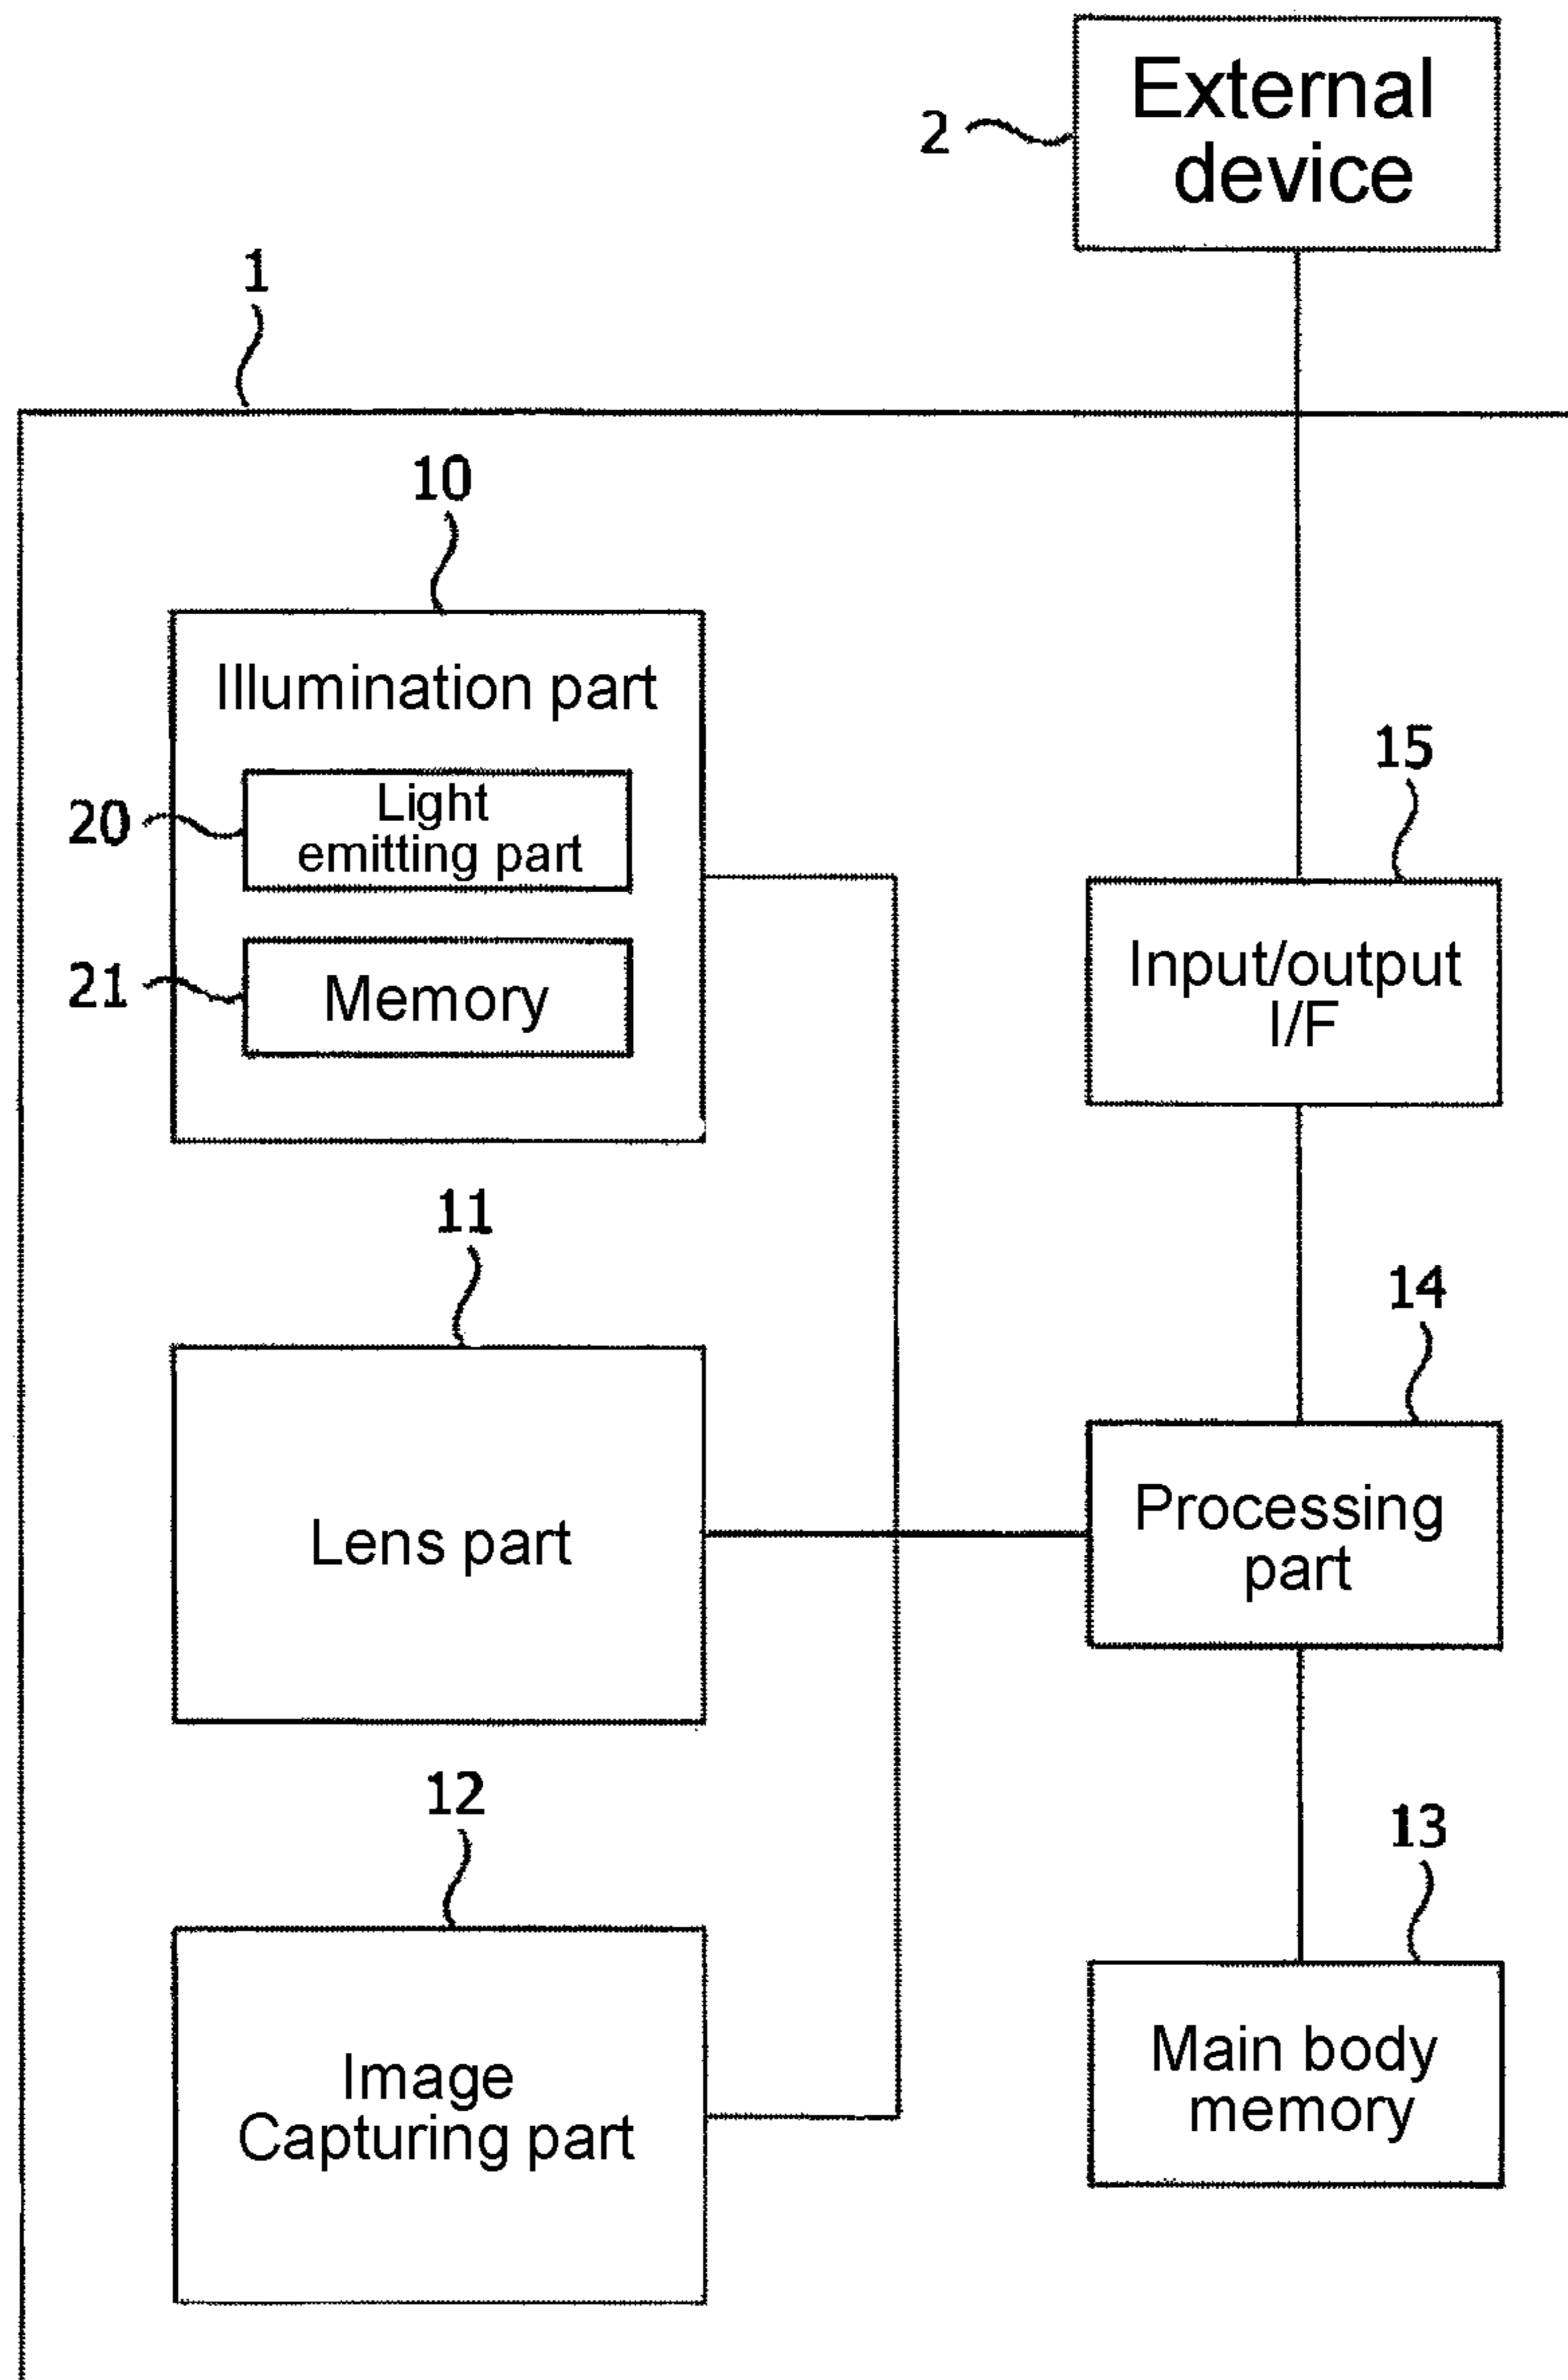 External
device
2
1
10
Illumination part
20
Light
emitting part
21
Memory
15
Input/output
I/F
11
Lens part
14
Processing
part
12
Image
Capturing part
13
Main body
memory